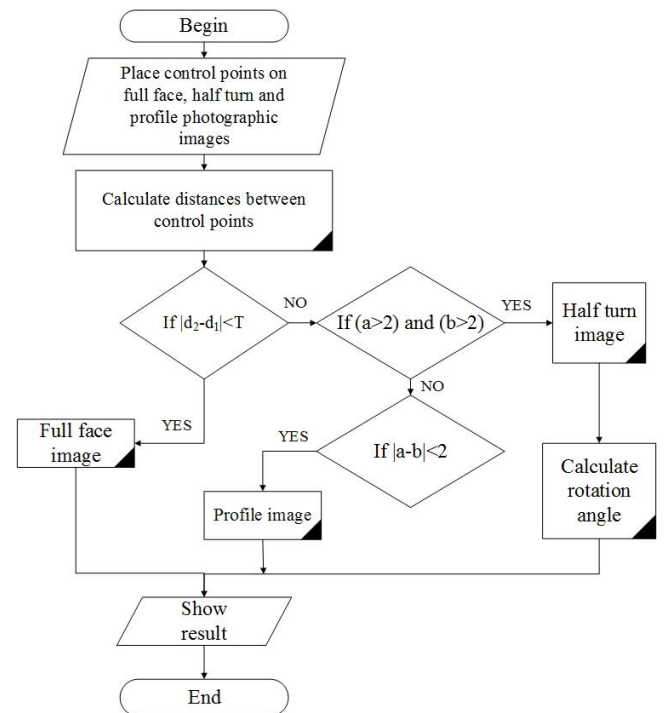 Begin
Place control points on
full face, half turn and
profile photographic
images
Calculate distances between
control points
If |d₂-d₁|<T
NO
If (a>2) and (b>2)
YES
Half turn
image
NO
YES
Full face
image
YES
If |a-b|<2
Calculate
rotation
angle
Profile image
Show
result
End